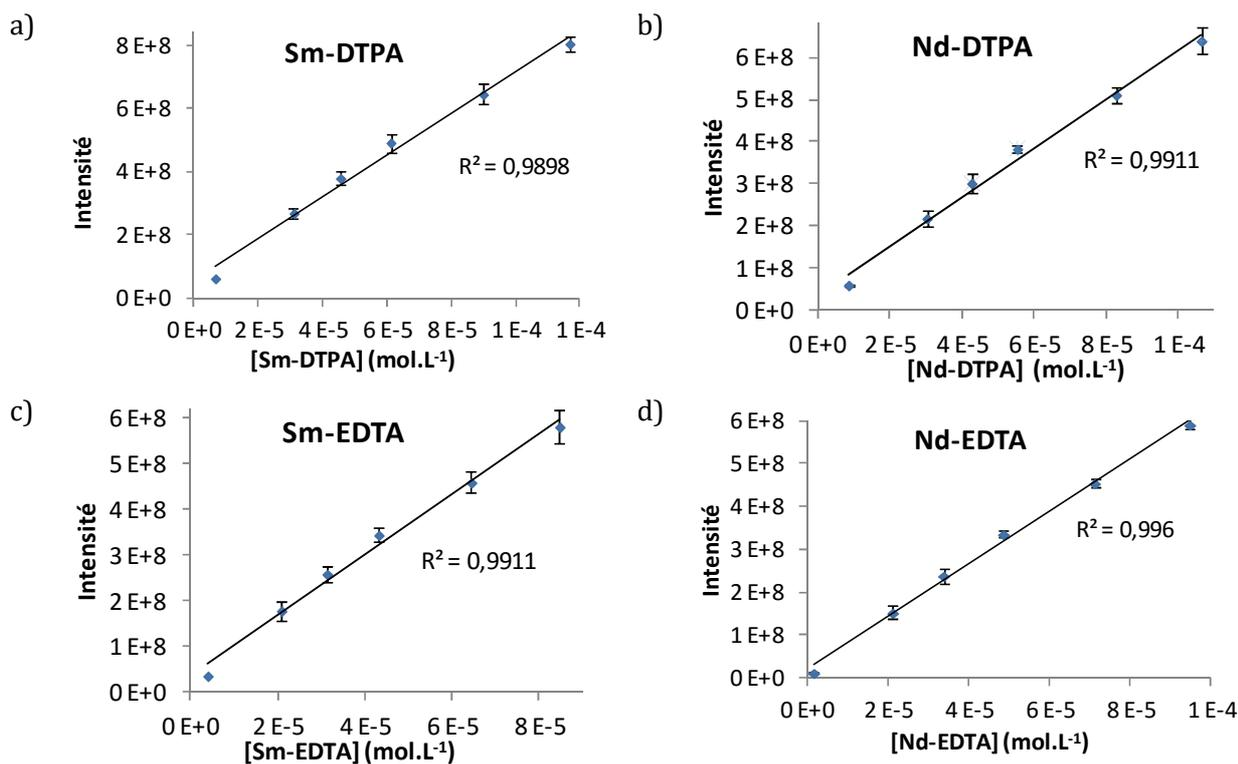 a)
Sm-DTPA
Intensité
8 E+8
6 E+8
4 E+8
2 E+8
0 E+0
R² = 0,9898
0 E+0 2 E-5 4 E-5 6 E-5 8 E-5 1 E-4 1 E-4
[Sm-DTPA] (mol.L⁻¹)
b)
Nd-DTPA
Intensité
6 E+8
5 E+8
4 E+8
3 E+8
2 E+8
1 E+8
0 E+0
R² = 0,9911
0 E+0 2 E-5 4 E-5 6 E-5 8 E-5 1 E-4
[Nd-DTPA] (mol.L⁻¹)
c)
Sm-EDTA
Intensité
6 E+8
5 E+8
4 E+8
3 E+8
2 E+8
1 E+8
0 E+0
R² = 0,9911
0 E+0 2 E-5 4 E-5 6 E-5 8 E-5
[Sm-EDTA] (mol.L⁻¹)
d)
Nd-EDTA
Intensité
6 E+8
5 E+8
4 E+8
3 E+8
2 E+8
1 E+8
0 E+0
R² = 0,996
0 E+0 2 E-5 4 E-5 6 E-5 8 E-5 1 E-4
[Nd-EDTA] (mol.L⁻¹)